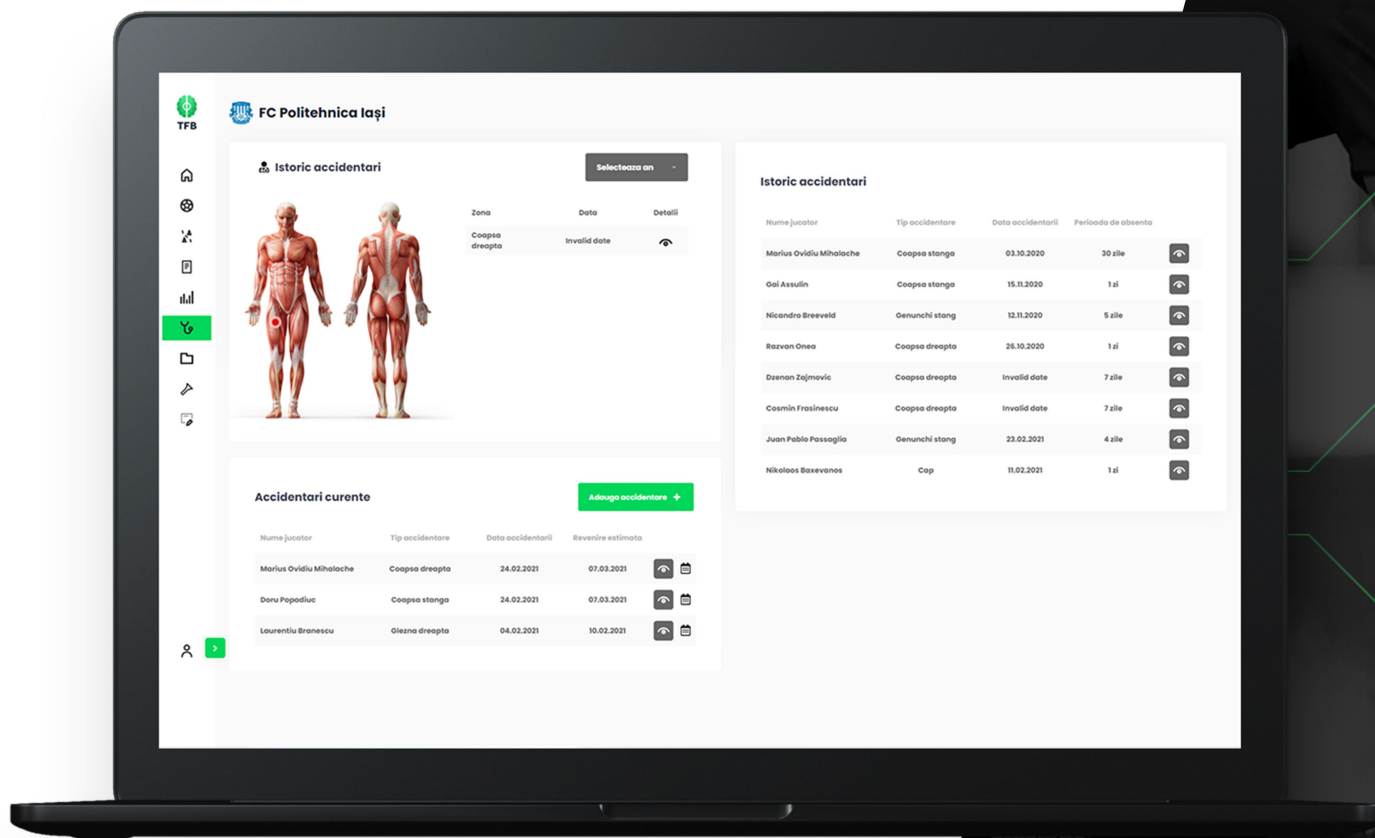 TFB
FC Politehnica Iași
Istoric accidentari
Selecteaza an
Zona Data Detalii
Coapsa
dreapta
Invalid date
Accidentari curente
Adauga accidentare +
Nume jucator Tip accidentare Data accidentarii Revenire estimata
Marius Ovidiu Mihalache Coapsa dreapta 24.02.2021 07.03.2021
Doru Popadiuc Coapsa stanga 24.02.2021 07.03.2021
Laurentiu Branescu Glezna dreapta 04.02.2021 10.02.2021
Istoric accidentari
Nume jucator Tip accidentare Data accidentarii Perioada de absenta
Marius Ovidiu Mihalache Coapsa stanga 03.10.2020 30 zile
Gai Assulin Coapsa stanga 15.11.2020 1 zi
Nicandro Breeveld Genunchi stang 12.11.2020 5 zile
Razvan Onea Coapsa dreapta 26.10.2020 1 zi
Dzenan Zajmovic Coapsa dreapta Invalid date 7 zile
Cosmin Frasinescu Coapsa dreapta Invalid date 7 zile
Juan Pablo Passaglia Genunchi stang 23.02.2021 4 zile
Nikolaos Baxevanos Cap 11.02.2021 1 zi